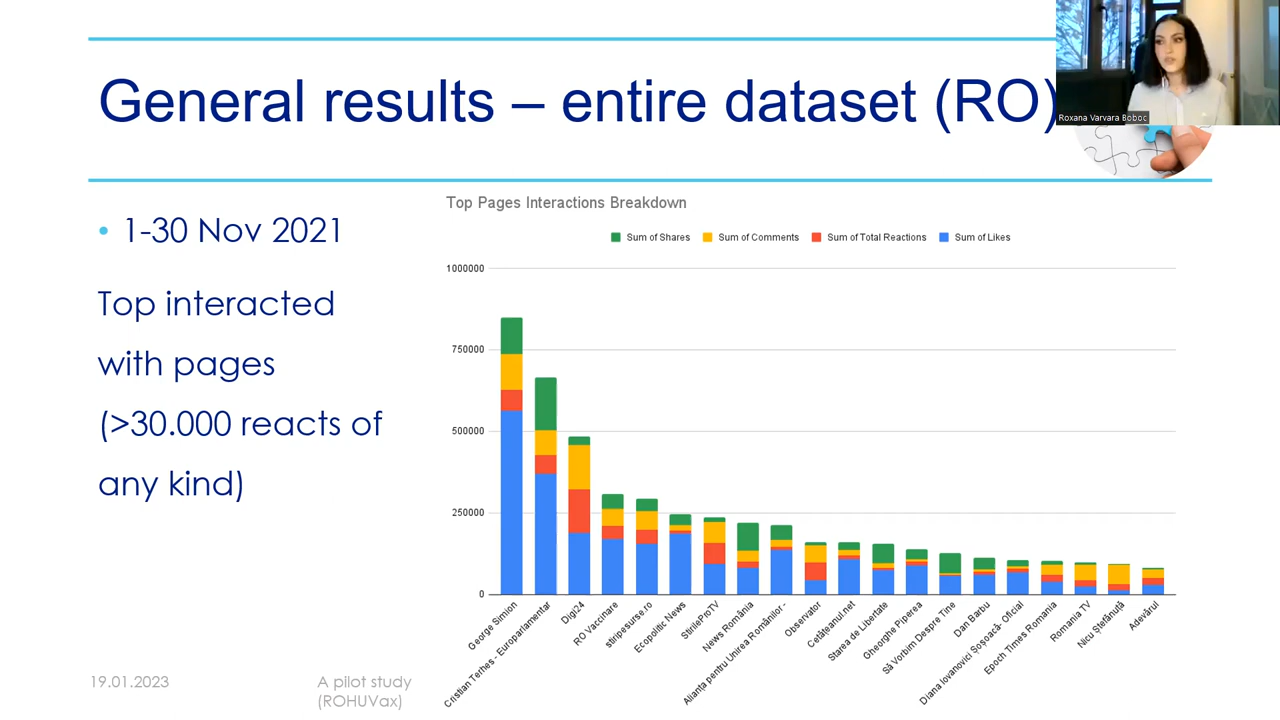 General results – entire dataset (RO)
Roxana Varvara Boboc
• 1-30 Nov 2021
Top interacted
with pages
(>30.000 reacts of
any kind)
Top Pages Interactions Breakdown
Sum of Shares
Sum of Comments
Sum of Total Reactions
Sum of Likes
1000000
750000
500000
250000
0
George Simion
Cristian Terhes - Europarlamentar
Digi24
RO Vaccinare
stiripesurse.ro
Ecopolitic News
StirileProTV
News România
Alianța pentru Unirea Românilor -
Observator
Cetățeanul.net
Starea de Libertate
Gheorghe Piperea
Să Vorbim Despre Tine
Dan Barbu
Diana Iovanovici Șoșoacă- Oficial
Epoch Times Romania
Romania TV
Nicu Ștefănuță
Adevărul
19.01.2023
A pilot study
(ROHUVax)